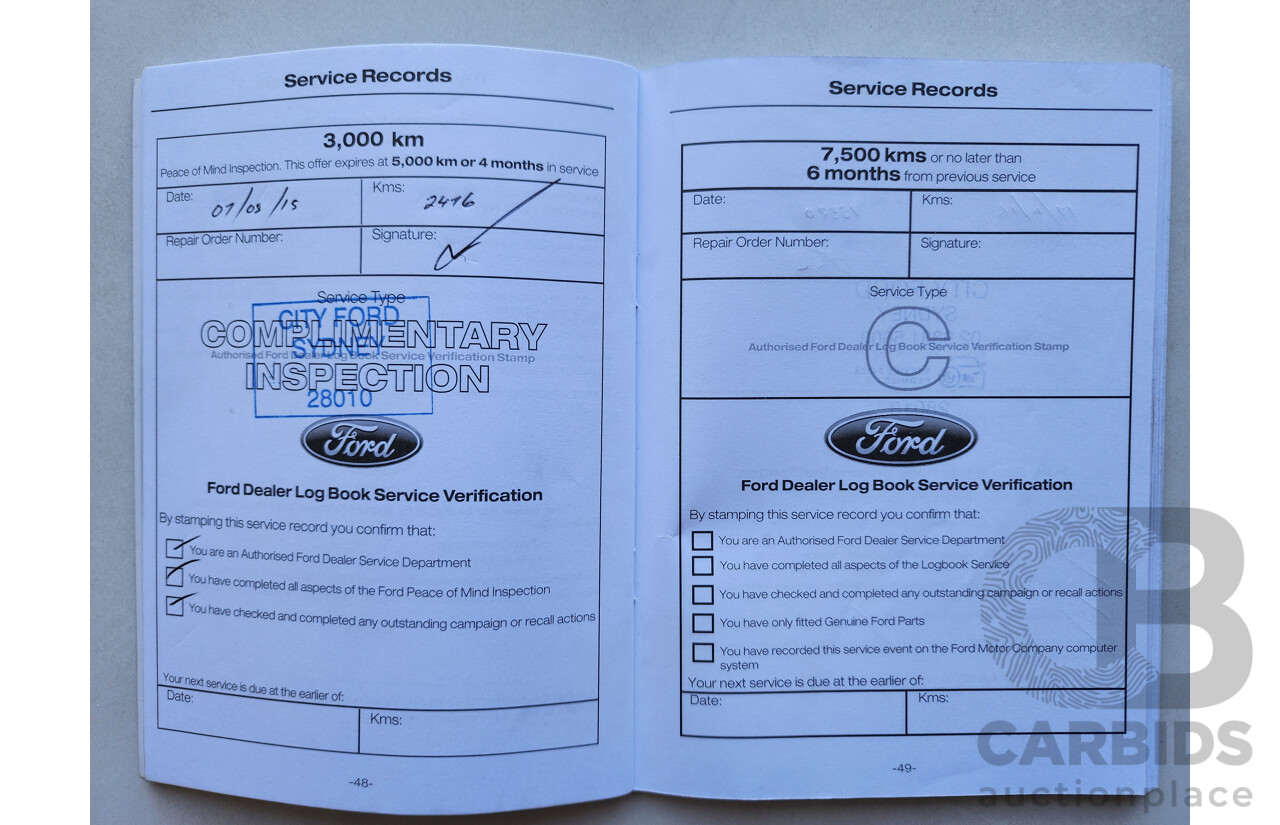 Service Records
3,000 km
Peace of Mind Inspection. This offer expires at 5,000 km or 4 months in service
Date:
Kms:
Repair Order Number:
Signature:
Service Type
CITY FORD
COMPLIMENTARY
SYDNEY
Authorised Ford Dealer Log Book Service Verification Stamp
INSPECTION
28010
Ford
Ford Dealer Log Book Service Verification
By stamping this service record you confirm that:
You are an Authorised Ford Dealer Service Department
You have completed all aspects of the Ford Peace of Mind Inspection
You have checked and completed any outstanding campaign or recall actions
Your next service is due at the earlier of:
Date:
Kms:
-48-
Service Records
7,500 kms or no later than
6 months from previous service
Date:
Kms:
Repair Order Number:
Signature:
Service Type
C
Authorised Ford Dealer Log Book Service Verification Stamp
Ford
Ford Dealer Log Book Service Verification
By stamping this service record you confirm that:
You are an Authorised Ford Dealer Service Department
You have completed all aspects of the Logbook Service
You have checked and completed any outstanding campaign or recall actions
You have only fitted Genuine Ford Parts
You have recorded this service event on the Ford Motor Company computer
system
Your next service is due at the earlier of:
Date:
Kms:
-49-
CARBIDS
auctionplace